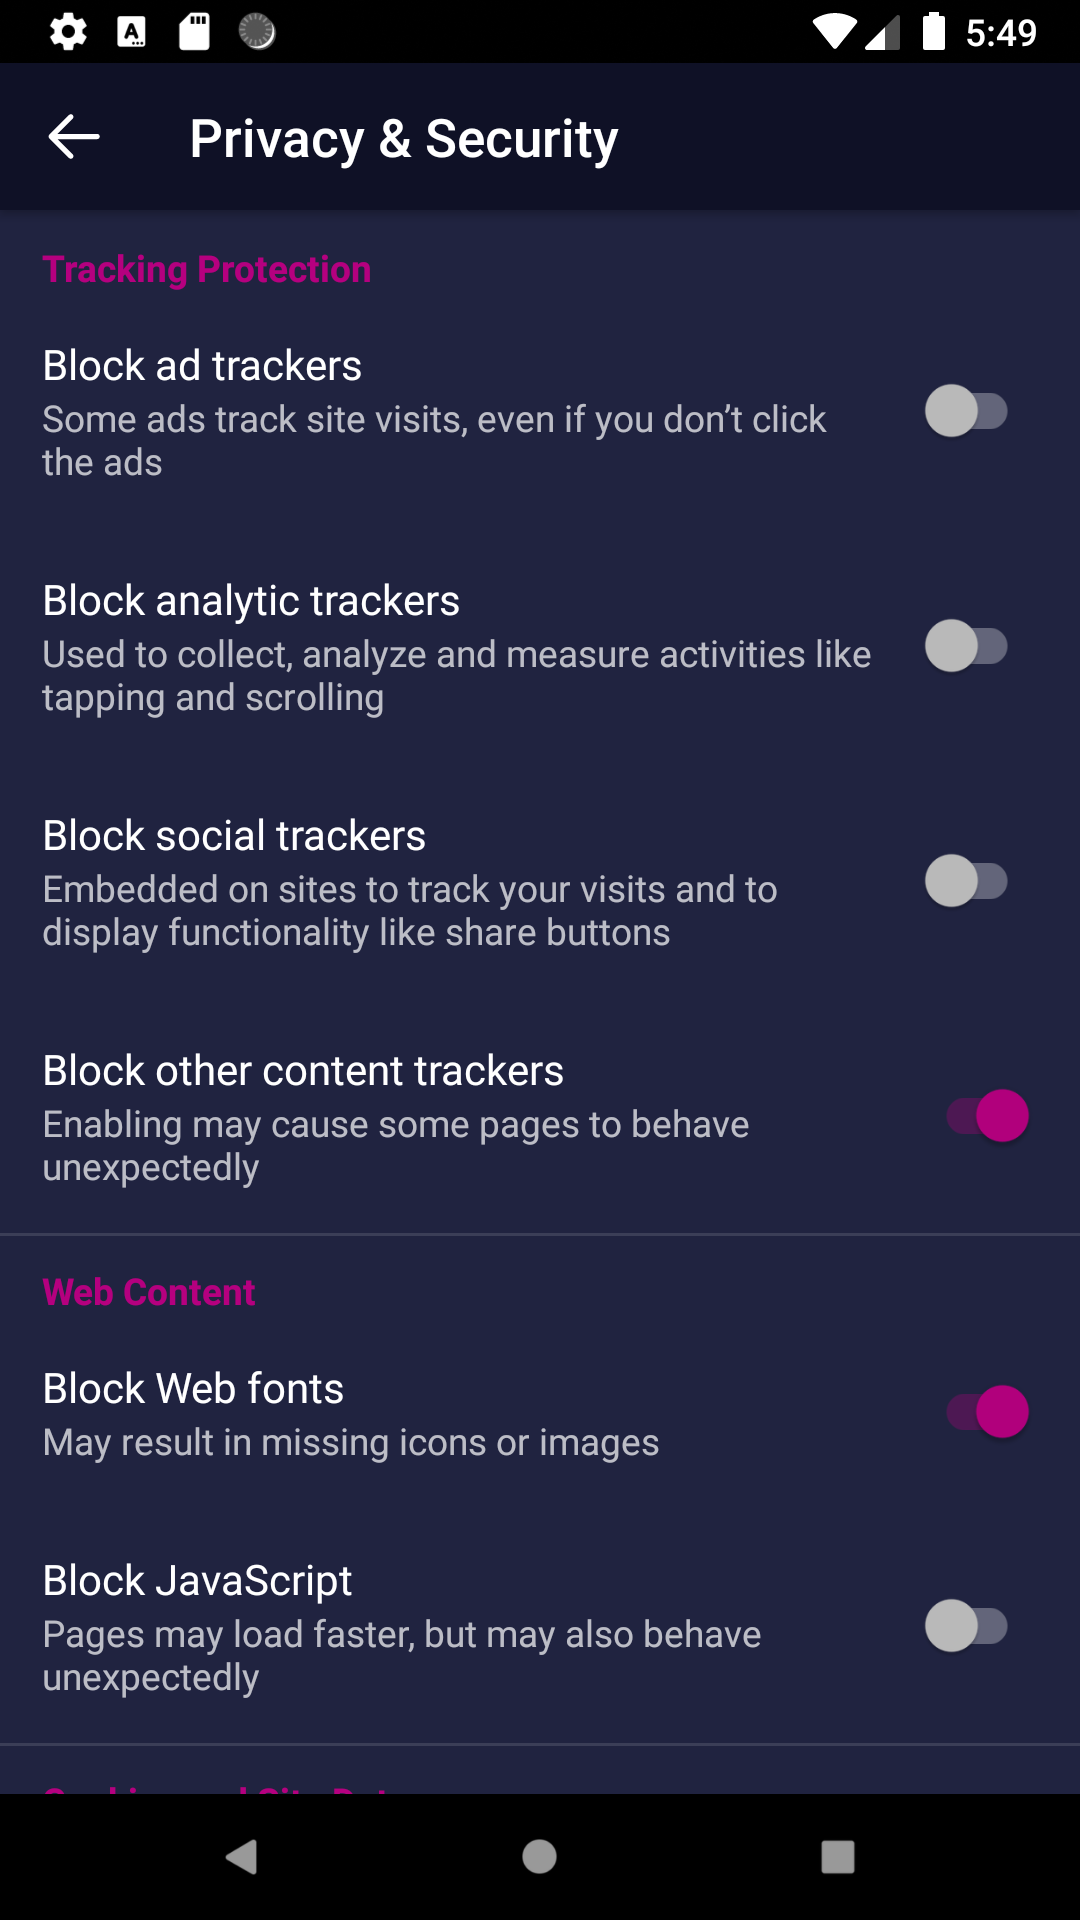 5:49
Privacy & Security
Tracking Protection
Block ad trackers
Some ads track site visits, even if you don’t click
the ads
Block analytic trackers
Used to collect, analyze and measure activities like
tapping and scrolling
Block social trackers
Embedded on sites to track your visits and to
display functionality like share buttons
Block other content trackers
Enabling may cause some pages to behave
unexpectedly
Web Content
Block Web fonts
May result in missing icons or images
Block JavaScript
Pages may load faster, but may also behave
unexpectedly